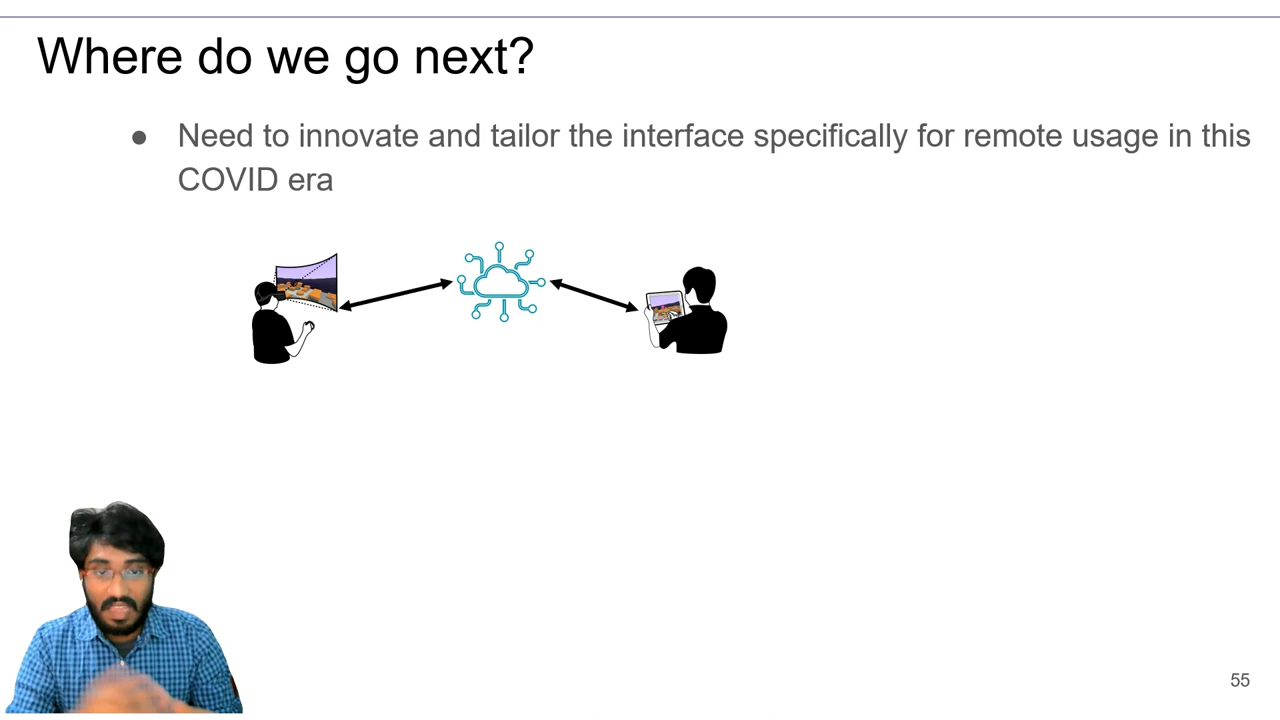 Where do we go next?
● Need to innovate and tailor the interface specifically for remote usage in this
COVID era
55